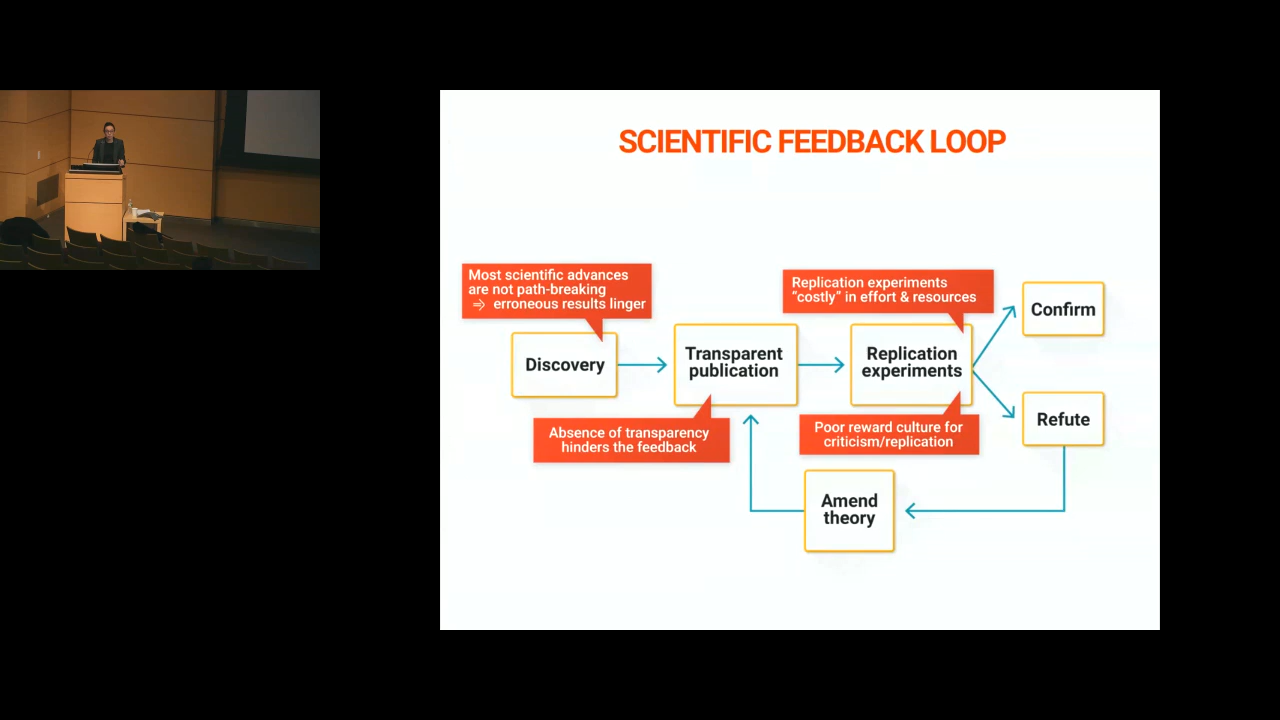 SCIENTIFIC FEEDBACK LOOP
Most scientific advances
are not path-breaking
⇒ erroneous results linger
Replication experiments
“costly” in effort & resources
Confirm
Discovery
Transparent
publication
Replication
experiments
Absence of transparency
hinders the feedback
Poor reward culture for
criticism/replication
Refute
Amend
theory